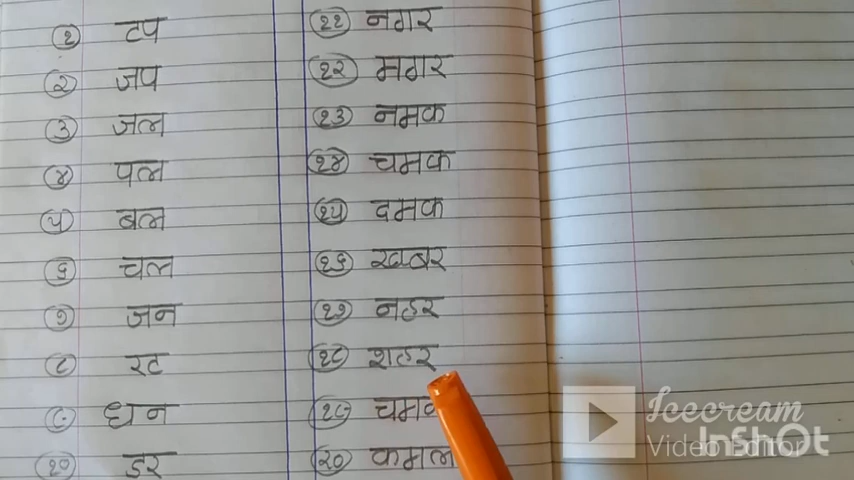 १ टप
२ जप
३ जल
४ पल
५ बल
६ चल
७ जन
८ रट
९ धन
१० डर
११ नगर
१२ मगर
१३ नमक
१४ चमक
१५ दमक
१६ खबर
१७ नहर
१८ शहर
१९
२० कमल
Icecream
Video Editor
InShOt